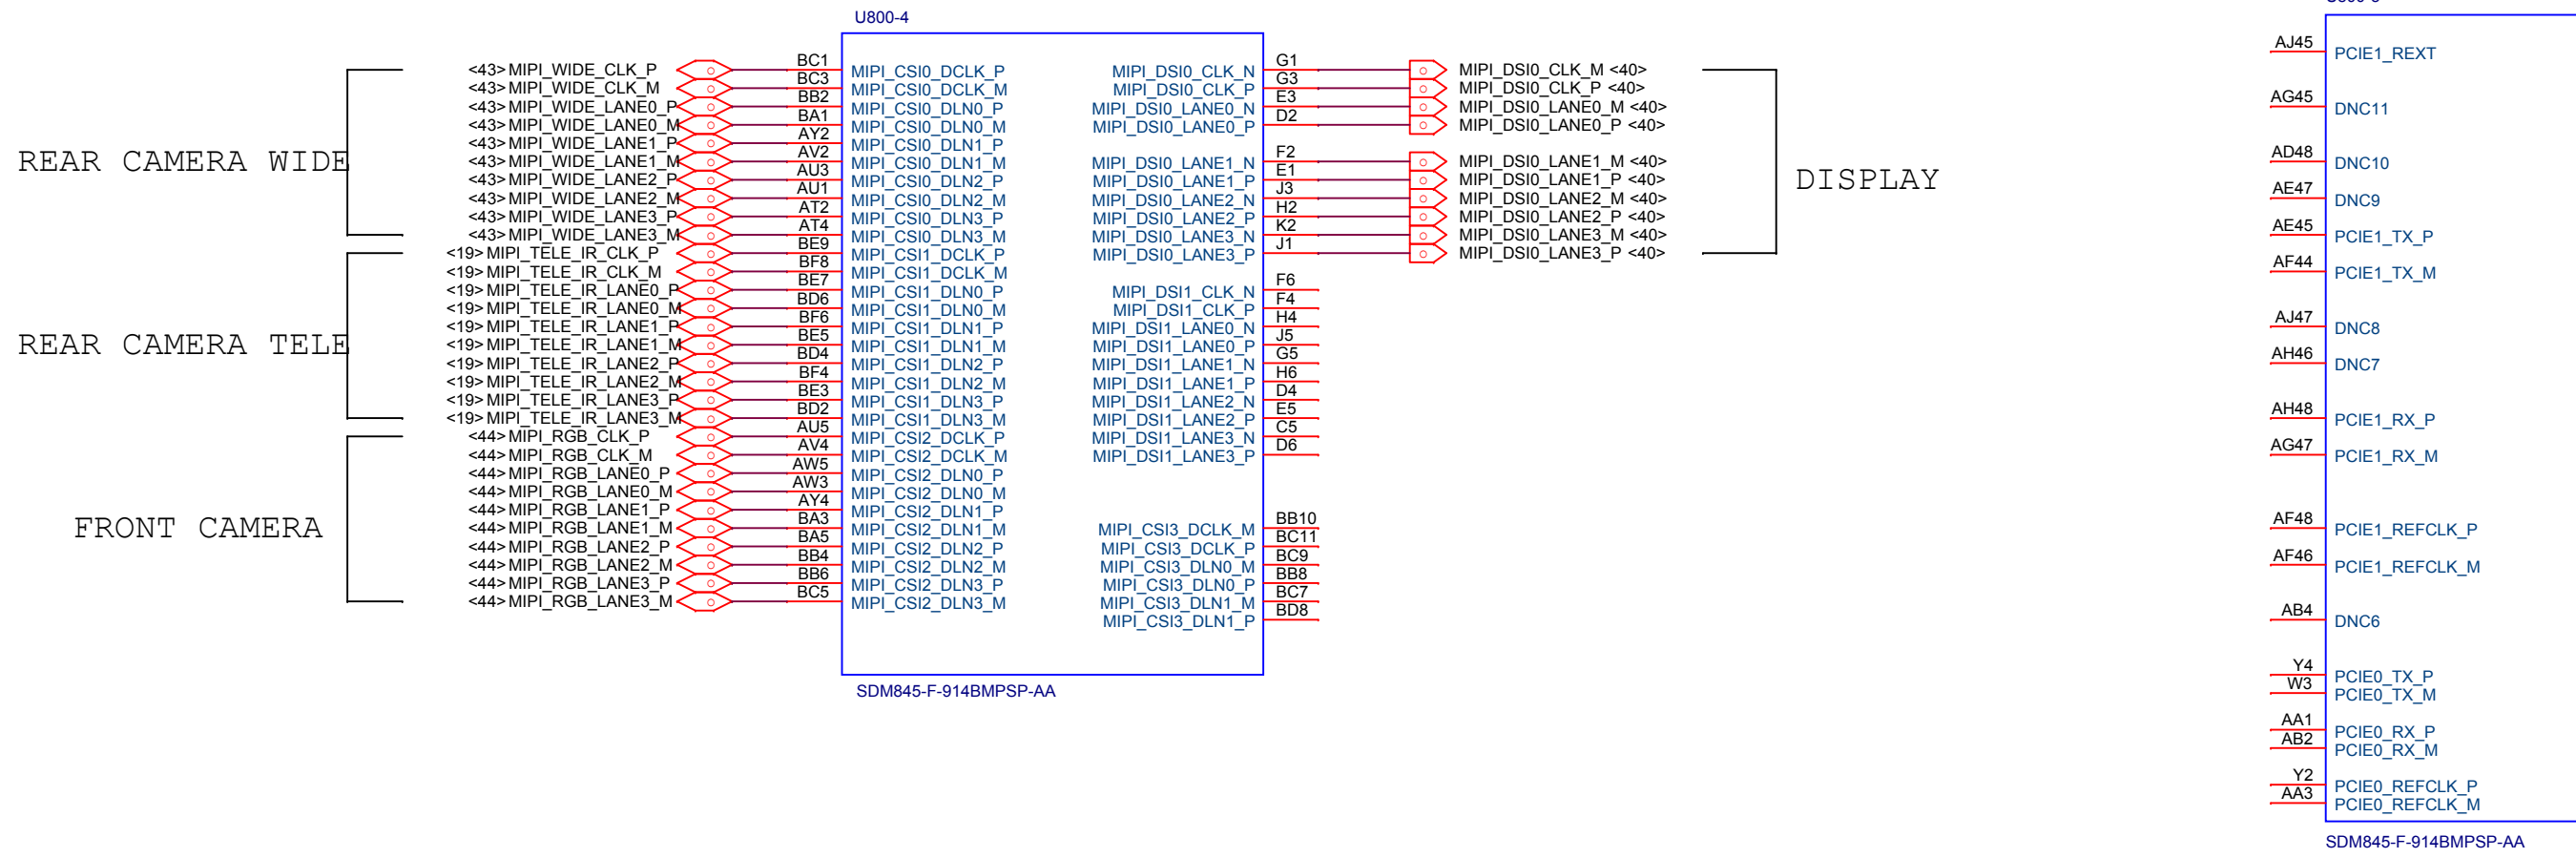 U800-4
REAR CAMERA WIDE
REAR CAMERA TELE
FRONT CAMERA
<43> MIPI_WIDE_CLK_P BC1 MIPI_CSI0_DCLK_P
<43> MIPI_WIDE_CLK_M BC3 MIPI_CSI0_DCLK_M
<43> MIPI_WIDE_LANE0_P BB2 MIPI_CSI0_DLN0_P
<43> MIPI_WIDE_LANE0_M BA1 MIPI_CSI0_DLN0_M
<43> MIPI_WIDE_LANE1_P AY2 MIPI_CSI0_DLN1_P
<43> MIPI_WIDE_LANE1_M AV2 MIPI_CSI0_DLN1_M
<43> MIPI_WIDE_LANE2_P AU3 MIPI_CSI0_DLN2_P
<43> MIPI_WIDE_LANE2_M AU1 MIPI_CSI0_DLN2_M
<43> MIPI_WIDE_LANE3_P AT2 MIPI_CSI0_DLN3_P
<43> MIPI_WIDE_LANE3_M AT4 MIPI_CSI0_DLN3_M
<19> MIPI_TELE_IR_CLK_P BE9 MIPI_CSI1_DCLK_P
<19> MIPI_TELE_IR_CLK_M BF8 MIPI_CSI1_DCLK_M
<19> MIPI_TELE_IR_LANE0_P BE7 MIPI_CSI1_DLN0_P
<19> MIPI_TELE_IR_LANE0_M BD6 MIPI_CSI1_DLN0_M
<19> MIPI_TELE_IR_LANE1_P BF6 MIPI_CSI1_DLN1_P
<19> MIPI_TELE_IR_LANE1_M BE5 MIPI_CSI1_DLN1_M
<19> MIPI_TELE_IR_LANE2_P BD4 MIPI_CSI1_DLN2_P
<19> MIPI_TELE_IR_LANE2_M BF4 MIPI_CSI1_DLN2_M
<19> MIPI_TELE_IR_LANE3_P BE3 MIPI_CSI1_DLN3_P
<19> MIPI_TELE_IR_LANE3_M BD2 MIPI_CSI1_DLN3_M
<44> MIPI_RGB_CLK_P AU5 MIPI_CSI2_DCLK_P
<44> MIPI_RGB_CLK_M AV4 MIPI_CSI2_DCLK_M
<44> MIPI_RGB_LANE0_P AW5 MIPI_CSI2_DLN0_P
<44> MIPI_RGB_LANE0_M AW3 MIPI_CSI2_DLN0_M
<44> MIPI_RGB_LANE1_P AY4 MIPI_CSI2_DLN1_P
<44> MIPI_RGB_LANE1_M BA3 MIPI_CSI2_DLN1_M
<44> MIPI_RGB_LANE2_P BA5 MIPI_CSI2_DLN2_P
<44> MIPI_RGB_LANE2_M BB4 MIPI_CSI2_DLN2_M
<44> MIPI_RGB_LANE3_P BB6 MIPI_CSI2_DLN3_P
<44> MIPI_RGB_LANE3_M BC5 MIPI_CSI2_DLN3_M
MIPI_DSI0_CLK_N G1 MIPI_DSI0_CLK_M <40>
MIPI_DSI0_CLK_P G3 MIPI_DSI0_CLK_P <40>
MIPI_DSI0_LANE0_N E3 MIPI_DSI0_LANE0_M <40>
MIPI_DSI0_LANE0_P D2 MIPI_DSI0_LANE0_P <40>
MIPI_DSI0_LANE1_N F2 MIPI_DSI0_LANE1_M <40>
MIPI_DSI0_LANE1_P E1 MIPI_DSI0_LANE1_P <40>
MIPI_DSI0_LANE2_N J3 MIPI_DSI0_LANE2_M <40>
MIPI_DSI0_LANE2_P H2 MIPI_DSI0_LANE2_P <40>
MIPI_DSI0_LANE3_N K2 MIPI_DSI0_LANE3_M <40>
MIPI_DSI0_LANE3_P J1 MIPI_DSI0_LANE3_P <40>
DISPLAY
MIPI_DSI1_CLK_N F6
MIPI_DSI1_CLK_P F4
MIPI_DSI1_LANE0_N H4
MIPI_DSI1_LANE0_P J5
MIPI_DSI1_LANE1_N G5
MIPI_DSI1_LANE1_P H6
MIPI_DSI1_LANE2_N D4
MIPI_DSI1_LANE2_P E5
MIPI_DSI1_LANE3_N C5
MIPI_DSI1_LANE3_P D6
MIPI_CSI3_DCLK_M BB10
MIPI_CSI3_DCLK_P BC11
MIPI_CSI3_DLN0_M BC9
MIPI_CSI3_DLN0_P BB8
MIPI_CSI3_DLN1_M BC7
MIPI_CSI3_DLN1_P BD8
SDM845-F-914BMPSP-AA
AJ45 PCIE1_REXT
AG45 DNC11
AD48 DNC10
AE47 DNC9
AE45 PCIE1_TX_P
AF44 PCIE1_TX_M
AJ47 DNC8
AH46 DNC7
AH48 PCIE1_RX_P
AG47 PCIE1_RX_M
AF48 PCIE1_REFCLK_P
AF46 PCIE1_REFCLK_M
AB4 DNC6
Y4 PCIE0_TX_P
W3 PCIE0_TX_M
AA1 PCIE0_RX_P
AB2 PCIE0_RX_M
Y2 PCIE0_REFCLK_P
AA3 PCIE0_REFCLK_M
SDM845-F-914BMPSP-AA